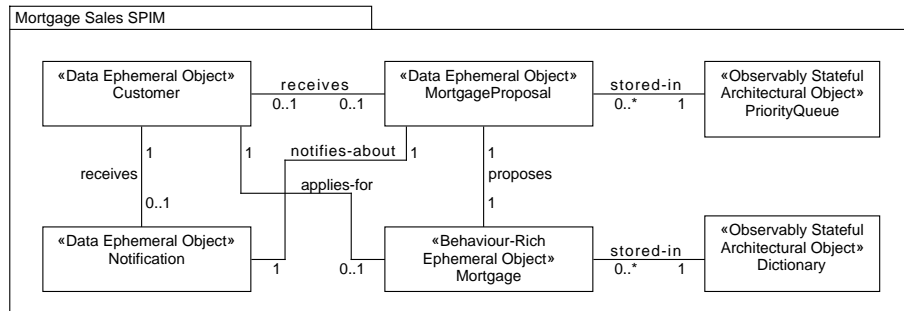 Mortgage Sales SPIM
«Data Ephemeral Object»
Customer
receives
0..1
0..1
«Data Ephemeral Object»
MortgageProposal
stored-in
0..*
1
«Observably Stateful
Architectural Object»
PriorityQueue
1
1
notifies-about
1
1
receives
applies-for
proposes
0..1
1
«Data Ephemeral Object»
Notification
1
0..1
«Behaviour-Rich
Ephemeral Object»
Mortgage
stored-in
0..*
1
«Observably Stateful
Architectural Object»
Dictionary